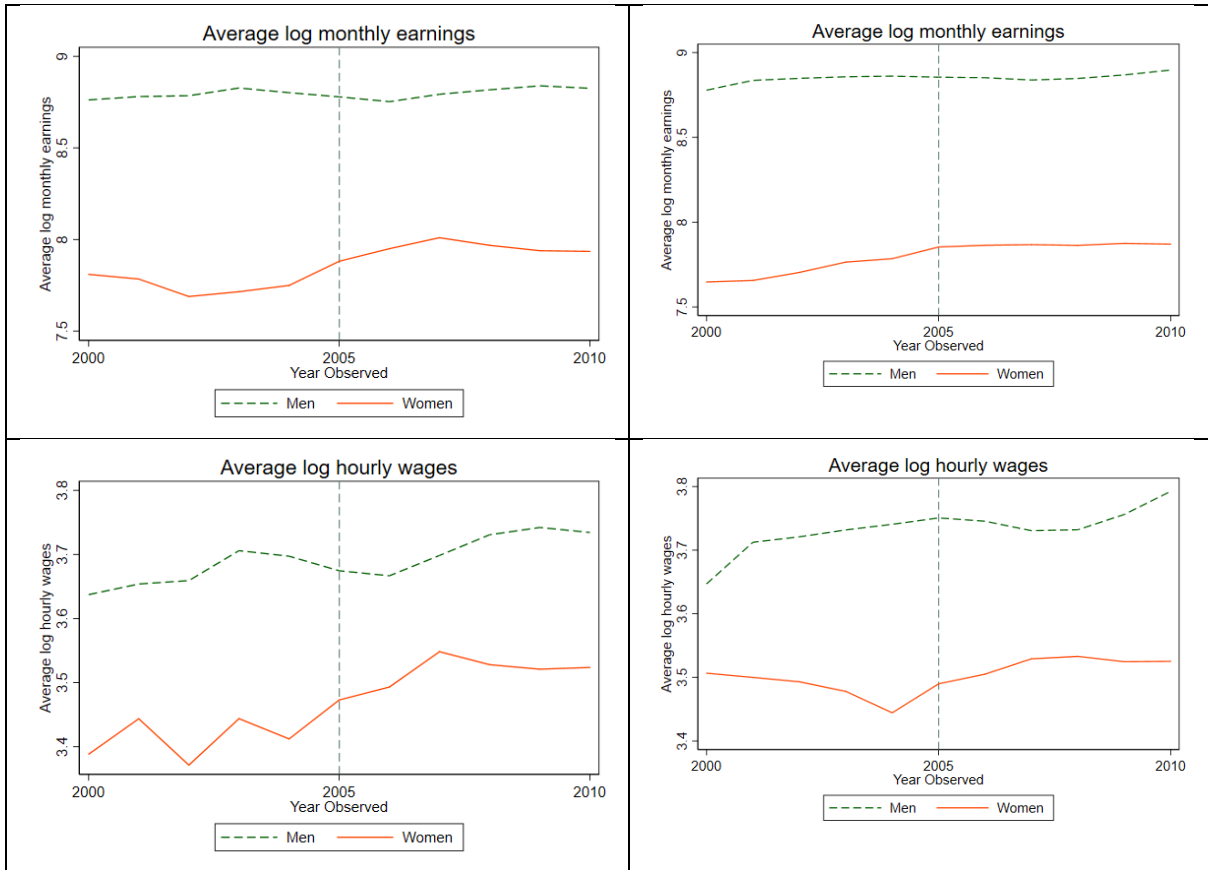 Average log monthly earnings
Average log monthly earnings
9
8.5
8
7.5
2000
2005
2010
Year Observed
Men
Women
Average log monthly earnings
Average log monthly earnings
9
8.5
8
7.5
2000
2005
2010
Year Observed
Men
Women
Average log hourly wages
Average log hourly wages
3.8
3.7
3.6
3.5
3.4
2000
2005
2010
Year Observed
Men
Women
Average log hourly wages
Average log hourly wages
3.8
3.7
3.6
3.5
3.4
2000
2005
2010
Year Observed
Men
Women